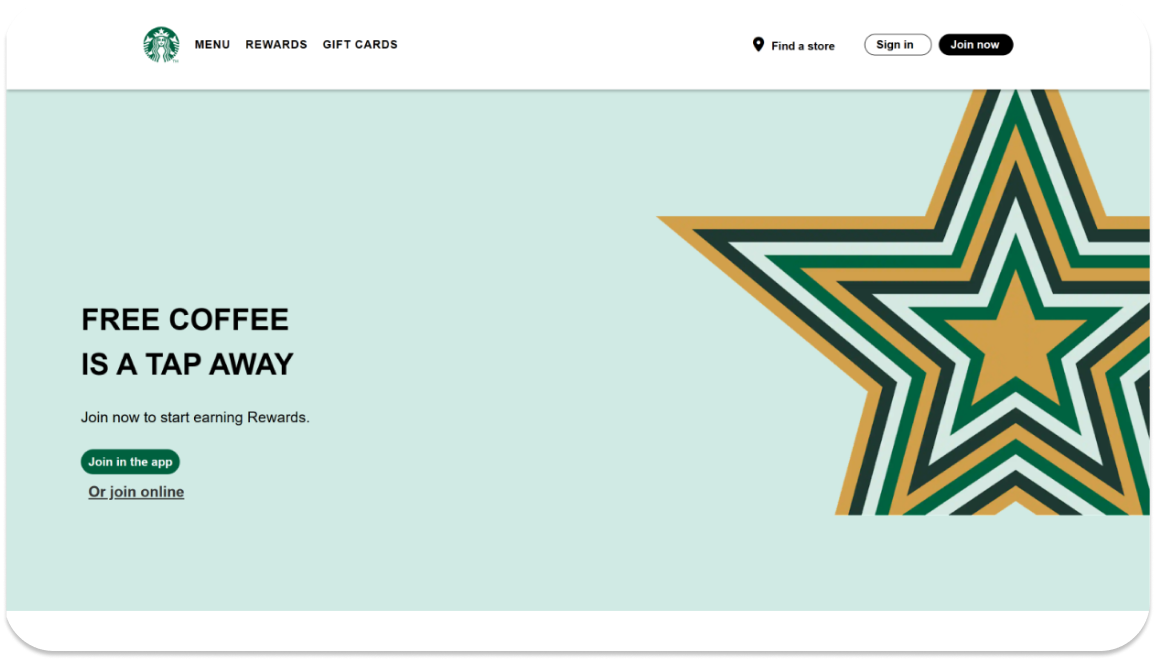 MENU REWARDS GIFT CARDS
Find a store Sign in Join now
FREE COFFEE
IS A TAP AWAY
Join now to start earning Rewards.
Join in the app
Or join online